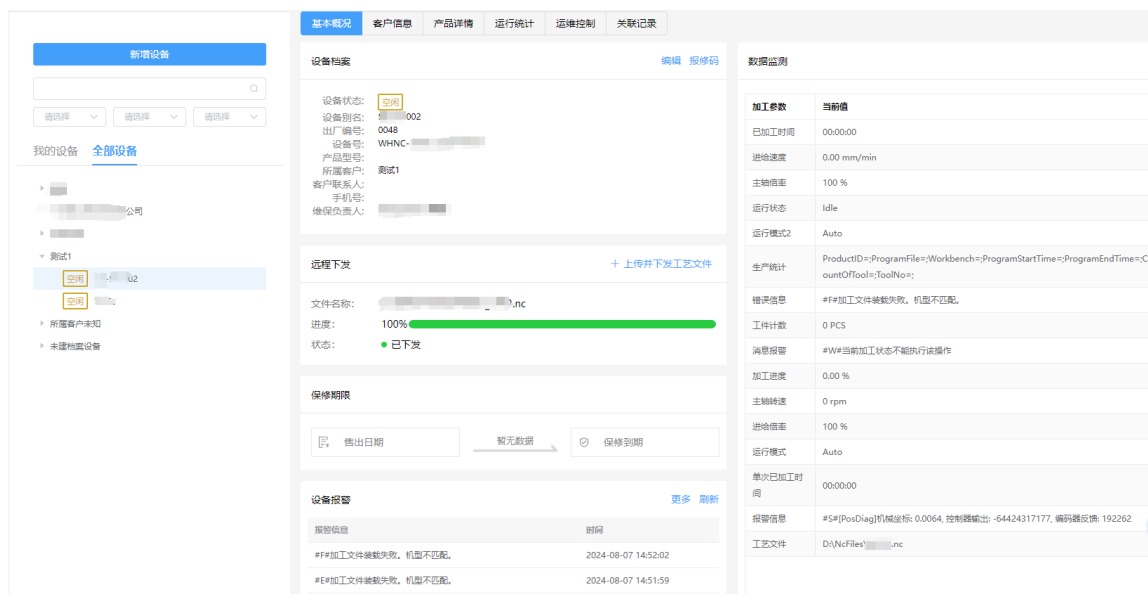 新增设备
请选择 请选择 请选择
我的设备 全部设备
公司
测试1
空闲 02
空闲
所属客户未知
未建档案设备
基本概况 客户信息 产品详情 运行统计 运维控制 关联记录
设备档案 编辑 报修码
设备状态: 空闲
设备别名: S 002
出厂编号: 0048
设备号: WHNC-
产品型号:
所属客户: 测试1
客户联系人:
手机号:
维保负责人:
远程下发 + 上传并下发工艺文件
文件名称: .nc
进度: 100%
状态: 已下发
保修期限
售出日期 暂无数据 保修到期
设备报警 更多 刷新
报警信息 时间
#F#加工文件装载失败。机型不匹配。 2024-08-07 14:52:02
#E#加工文件装载失败。机型不匹配。 2024-08-07 14:51:59
数据监测
加工参数 当前值
已加工时间 00:00:00
进给速度 0.00 mm/min
主轴倍率 100 %
运行状态 Idle
运行模式2 Auto
生产统计 ProductID=;ProgramFile=;Workbench=;ProgramStartTime=;ProgramEndTime=;C
ountOfTool=;ToolNo=;
错误信息 #F#加工文件装载失败。机型不匹配。
工件计数 0 PCS
消息报警 #W#当前加工状态不能执行该操作
加工进度 0.00 %
主轴转速 0 rpm
进给倍率 100 %
运行模式 Auto
单次已加工时
间 00:00:00
报警信息 #S#[PosDiag]机械坐标: 0.0064, 控制器输出: -64424317177, 编码器反馈: 192262
工艺文件 D:\NcFiles\ .nc